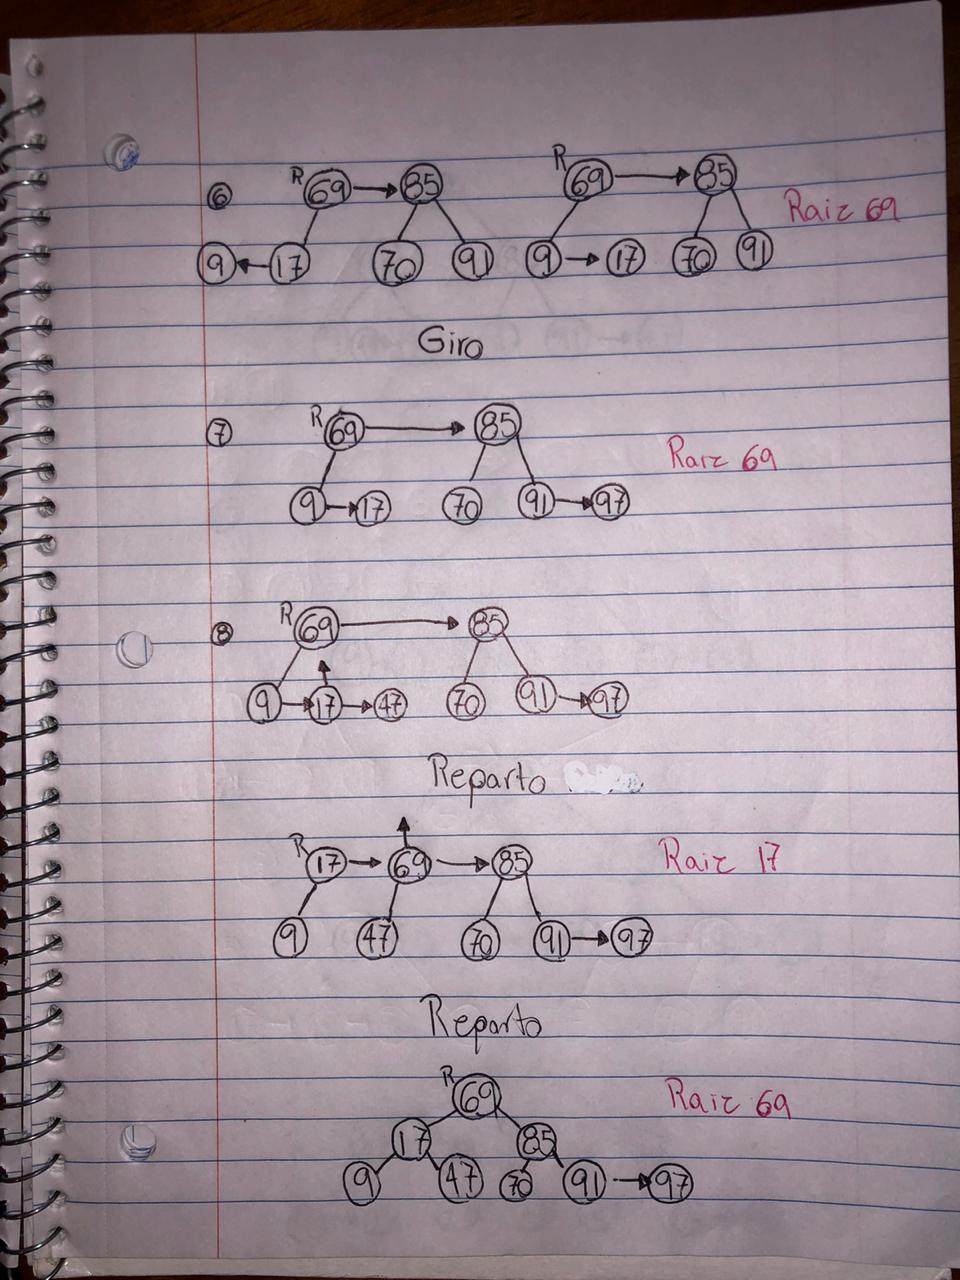 6 R 69 85 R 69 85 Raiz 69
9 17 70 91 9 17 70 91
Giro
7 R 69 85 Raiz 69
9 17 70 91 97
8 R 69 85
9 17 47 70 91 97
Reparto
R 17 69 85 Raiz 17
9 47 70 91 97
Reparto
R 69 Raiz 69
17 85
9 47 70 91 97